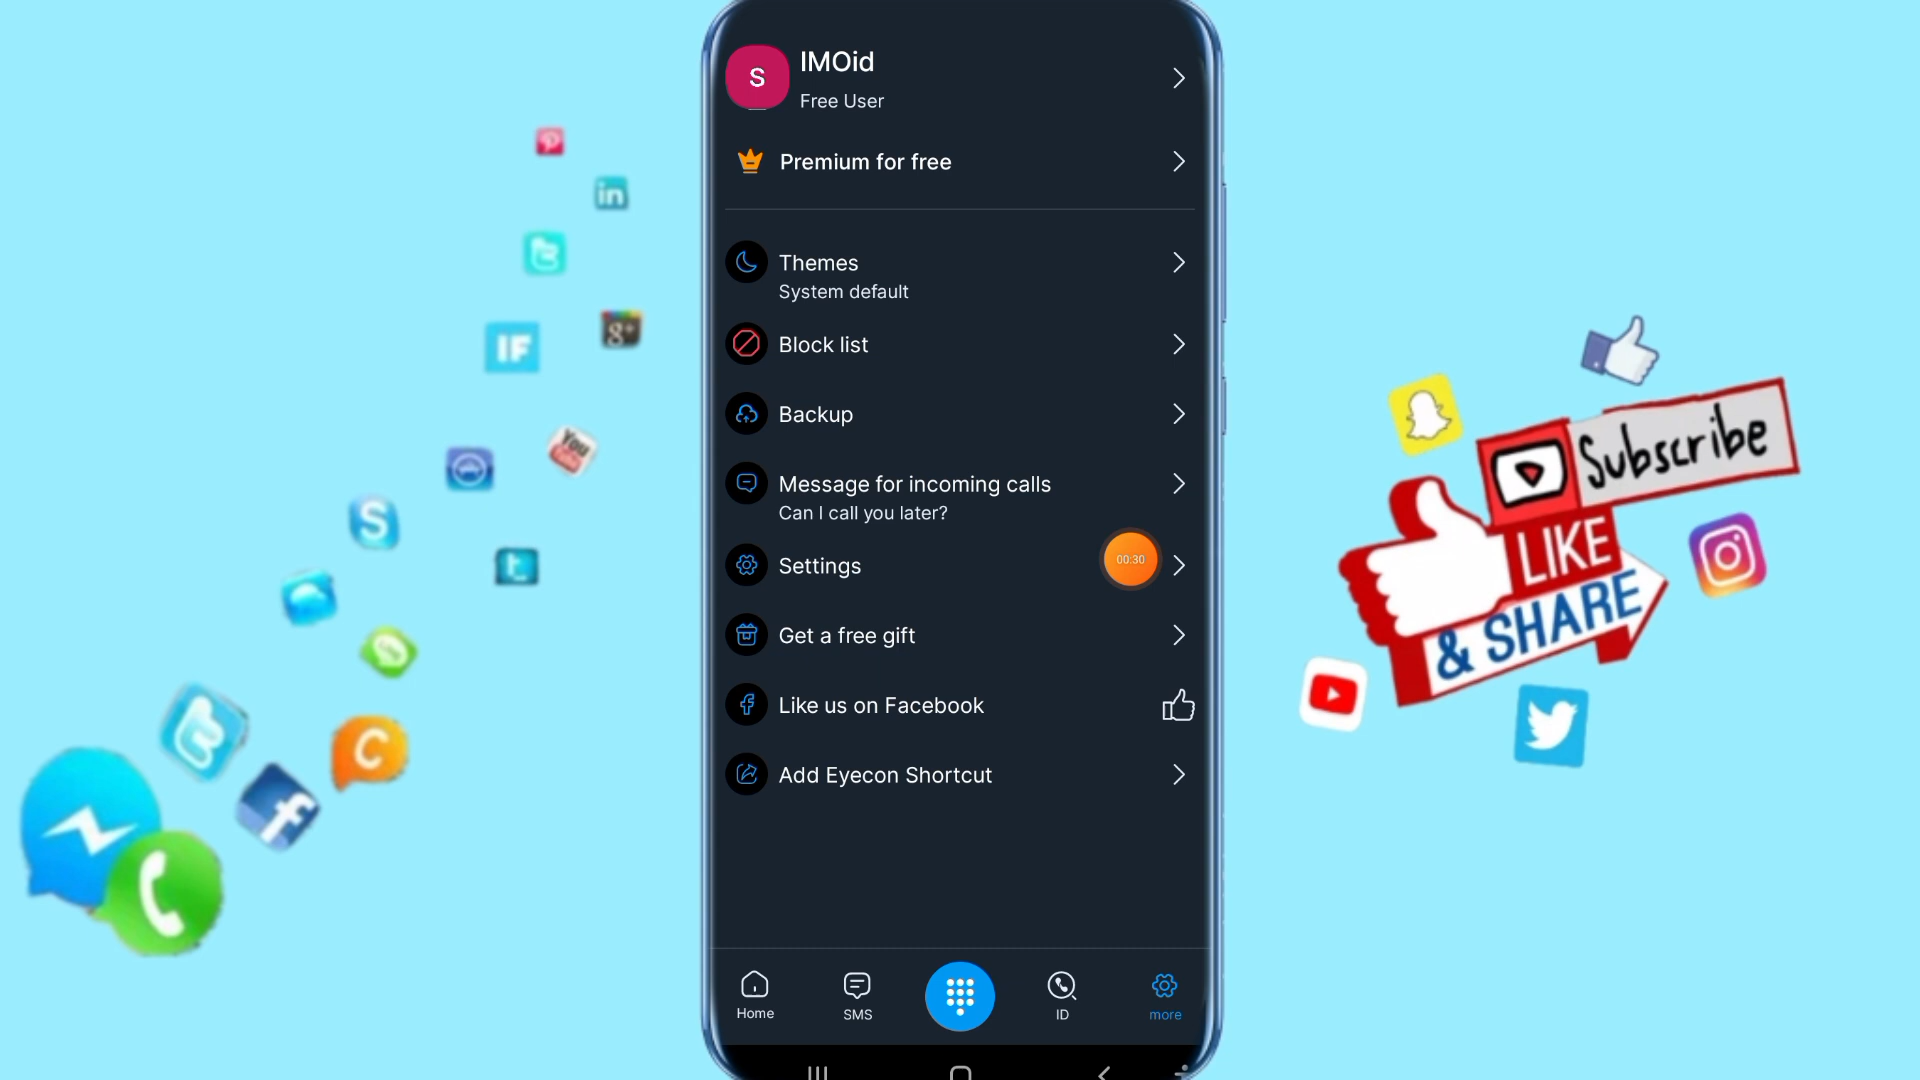 S
IMOid
Free User
Premium for free
Themes
System default
Block list
Backup
Message for incoming calls
Can I call you later?
Settings
00:30
Get a free gift
Like us on Facebook
Add Eyecon Shortcut
Home
SMS
ID
more
in
IF
g+
You
S
C
Subscribe
LIKE
& SHARE